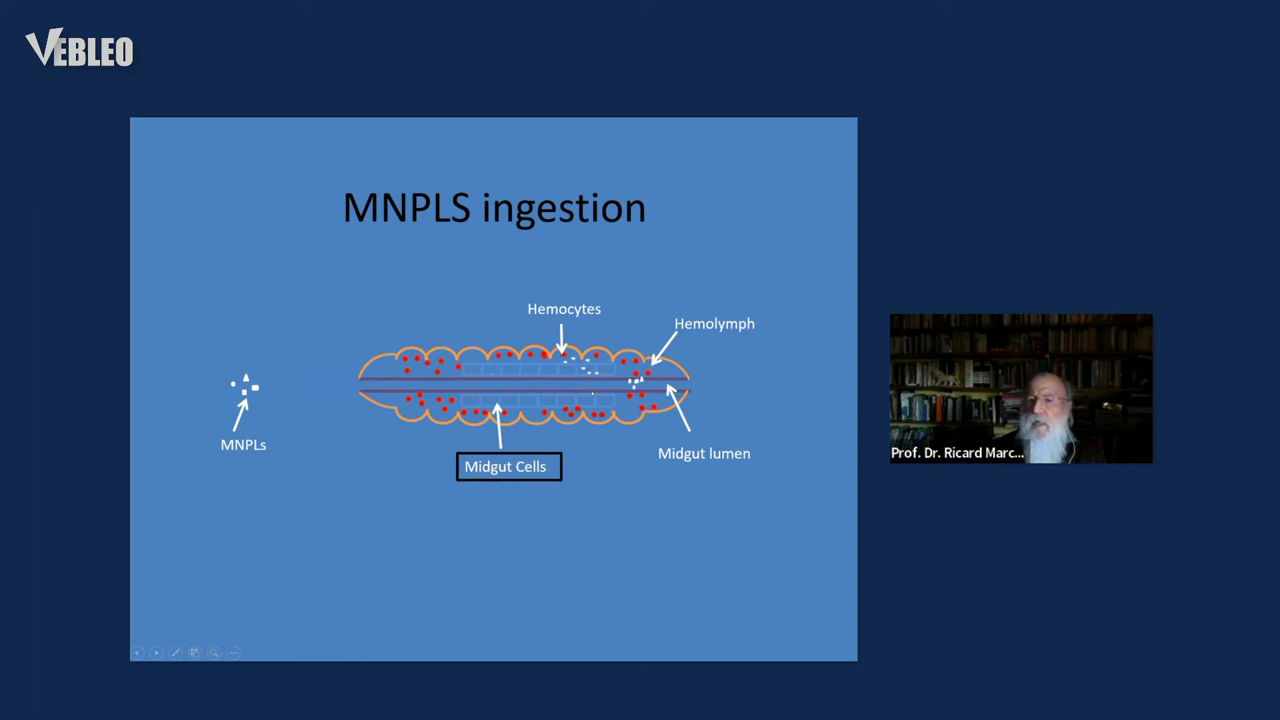 VEBLEO
MNPLS ingestion
Hemocytes
Hemolymph
MNPLs
Midgut Cells
Midgut lumen
Prof. Dr. Ricard Marc...